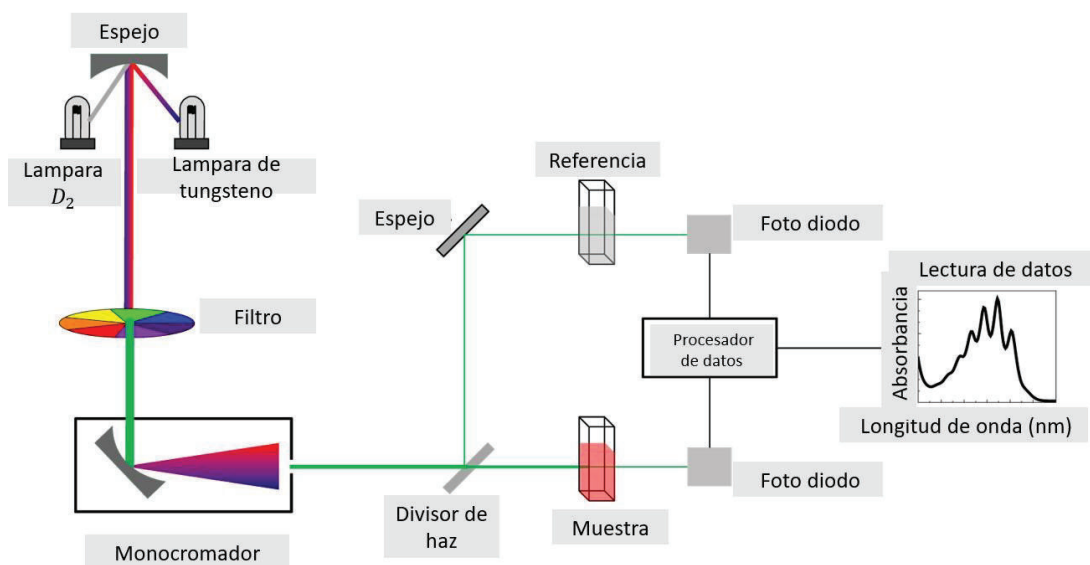 Espejo
Lampara
D₂
Lampara de
tungsteno
Filtro
Monocromador
Espejo
Divisor de
haz
Referencia
Muestra
Foto diodo
Procesador
de datos
Foto diodo
Lectura de datos
Absorbancia
Longitud de onda (nm)